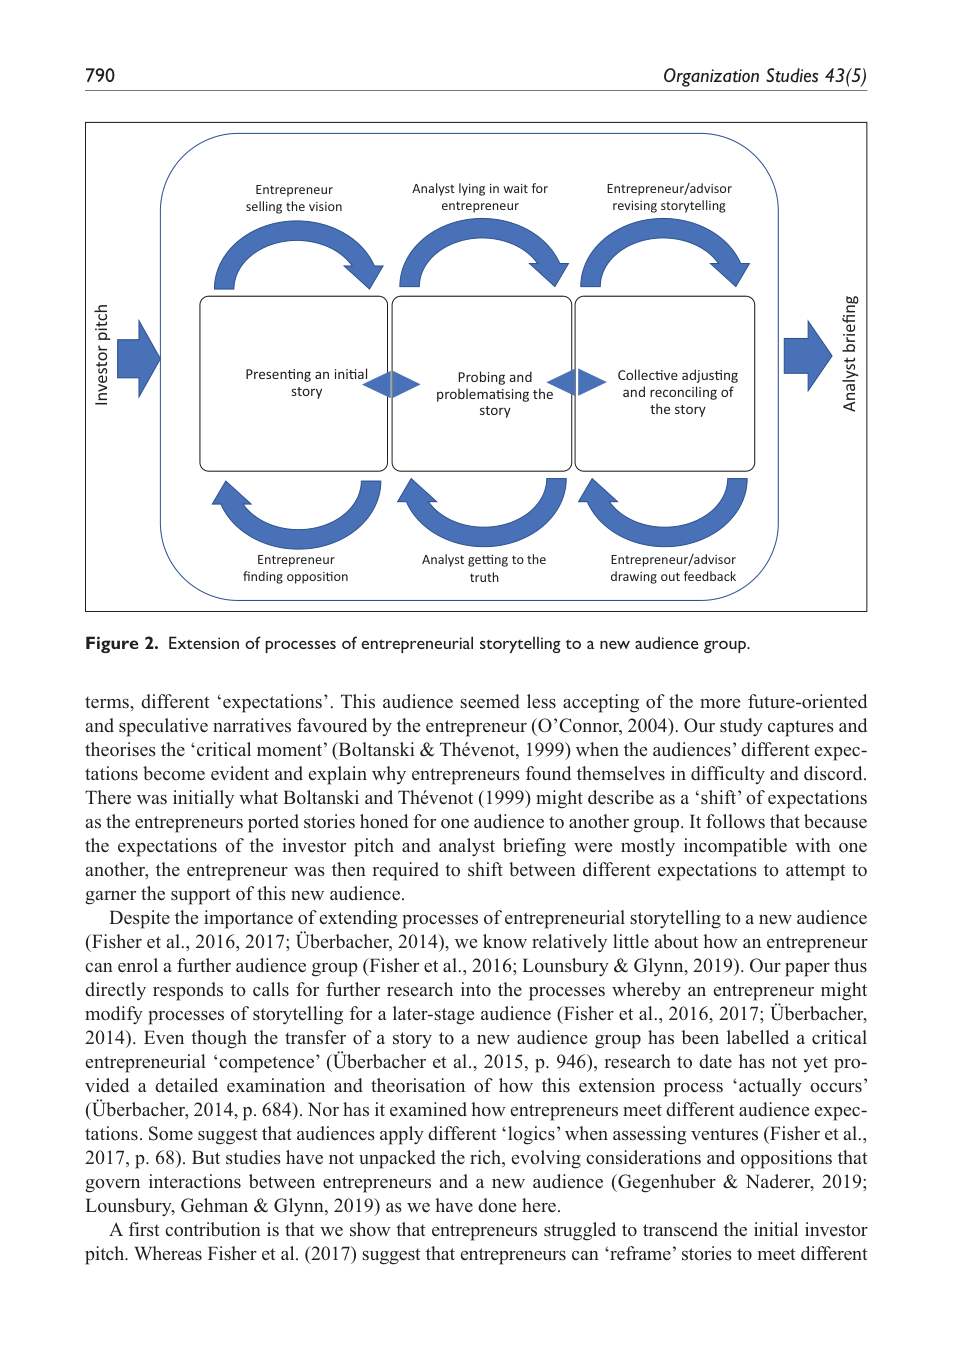 790
Organization Studies 43(5)
Entrepreneur
selling the vision
Analyst lying in wait for
entrepreneur
Entrepreneur/advisor
revising storytelling
Investor pitch
Presenting an initial
story
Probing and
problematising the
story
Collective adjusting
and reconciling of
the story
Analyst briefing
Entrepreneur
finding opposition
Analyst getting to the
truth
Entrepreneur/advisor
drawing out feedback
Figure 2. Extension of processes of entrepreneurial storytelling to a new audience group.
terms, different ‘expectations’. This audience seemed less accepting of the more future-oriented
and speculative narratives favoured by the entrepreneur (O’Connor, 2004). Our study captures and
theorises the ‘critical moment’ (Boltanski & Thévenot, 1999) when the audiences’ different expec-
tations become evident and explain why entrepreneurs found themselves in difficulty and discord.
There was initially what Boltanski and Thévenot (1999) might describe as a ‘shift’ of expectations
as the entrepreneurs ported stories honed for one audience to another group. It follows that because
the expectations of the investor pitch and analyst briefing were mostly incompatible with one
another, the entrepreneur was then required to shift between different expectations to attempt to
garner the support of this new audience.
Despite the importance of extending processes of entrepreneurial storytelling to a new audience
(Fisher et al., 2016, 2017; Überbacher, 2014), we know relatively little about how an entrepreneur
can enrol a further audience group (Fisher et al., 2016; Lounsbury & Glynn, 2019). Our paper thus
directly responds to calls for further research into the processes whereby an entrepreneur might
modify processes of storytelling for a later-stage audience (Fisher et al., 2016, 2017; Überbacher,
2014). Even though the transfer of a story to a new audience group has been labelled a critical
entrepreneurial ‘competence’ (Überbacher et al., 2015, p. 946), research to date has not yet pro-
vided a detailed examination and theorisation of how this extension process ‘actually occurs’
(Überbacher, 2014, p. 684). Nor has it examined how entrepreneurs meet different audience expec-
tations. Some suggest that audiences apply different ‘logics’ when assessing ventures (Fisher et al.,
2017, p. 68). But studies have not unpacked the rich, evolving considerations and oppositions that
govern interactions between entrepreneurs and a new audience (Gegenhuber & Naderer, 2019;
Lounsbury, Gehman & Glynn, 2019) as we have done here.
A first contribution is that we show that entrepreneurs struggled to transcend the initial investor
pitch. Whereas Fisher et al. (2017) suggest that entrepreneurs can ‘reframe’ stories to meet different